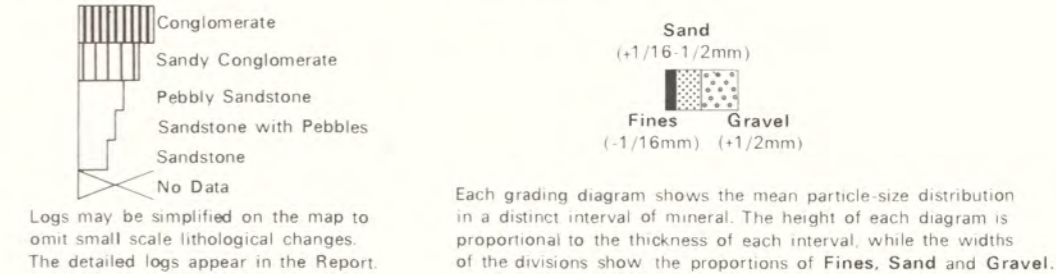 Conglomerate
Sandy Conglomerate
Pebbly Sandstone
Sandstone with Pebbles
Sandstone
No Data
Logs may be simplified on the map to
omit small scale lithological changes.
The detailed logs appear in the Report.
Sand
(+1/16-1/2mm)
Fines Gravel
(-1/16mm) (+1/2mm)
Each grading diagram shows the mean particle-size distribution
in a distinct interval of mineral. The height of each diagram is
proportional to the thickness of each interval, while the widths
of the divisions show the proportions of Fines, Sand and Gravel